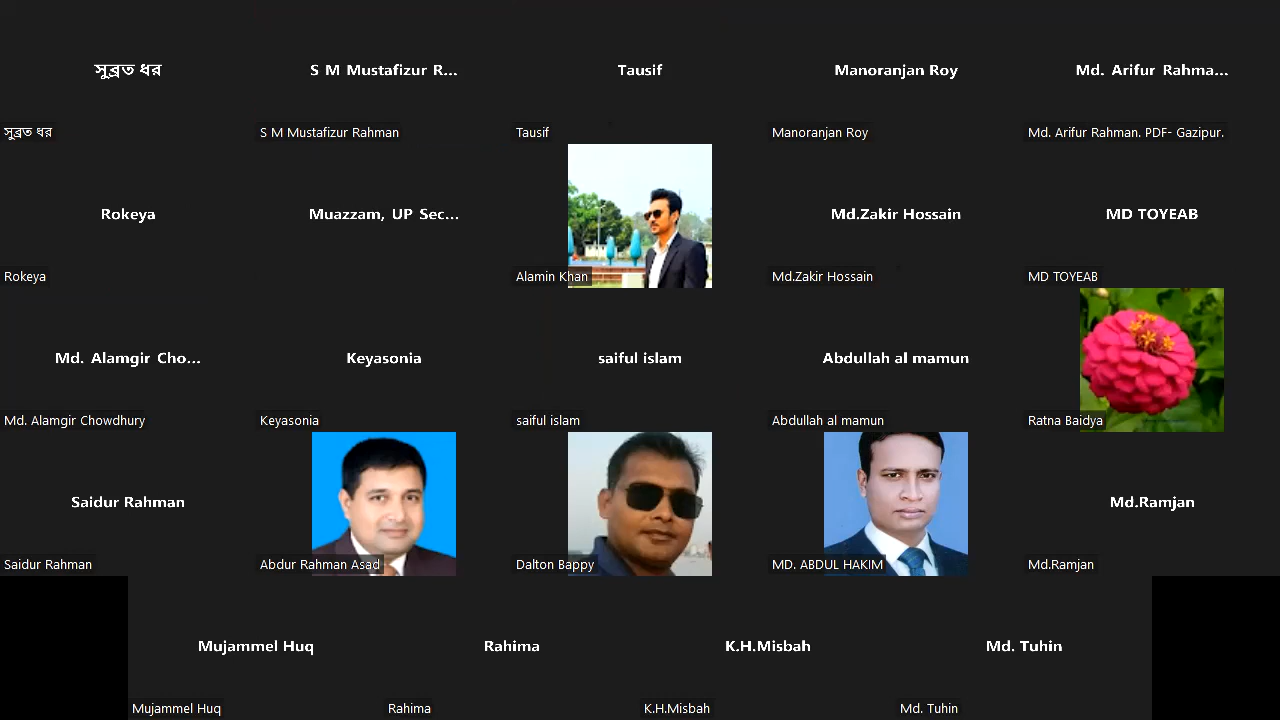 সুব্রত ধর
S M Mustafizur R...
Tausif
Manoranjan Roy
Md. Arifur Rahma...
সুব্রত ধর
S M Mustafizur Rahman
Tausif
Manoranjan Roy
Md. Arifur Rahman. PDF- Gazipur.
Rokeya
Muazzam, UP Sec...
Md.Zakir Hossain
MD TOYEAB
Rokeya
Alamin Khan
Md.Zakir Hossain
MD TOYEAB
Md. Alamgir Cho...
Keyasonia
saiful islam
Abdullah al mamun
Md. Alamgir Chowdhury
Keyasonia
saiful islam
Abdullah al mamun
Ratna Baidya
Saidur Rahman
Md.Ramjan
Saidur Rahman
Abdur Rahman Asad
Dalton Bappy
MD. ABDUL HAKIM
Md.Ramjan
Mujammel Huq
Rahima
K.H.Misbah
Md. Tuhin
Mujammel Huq
Rahima
K.H.Misbah
Md. Tuhin